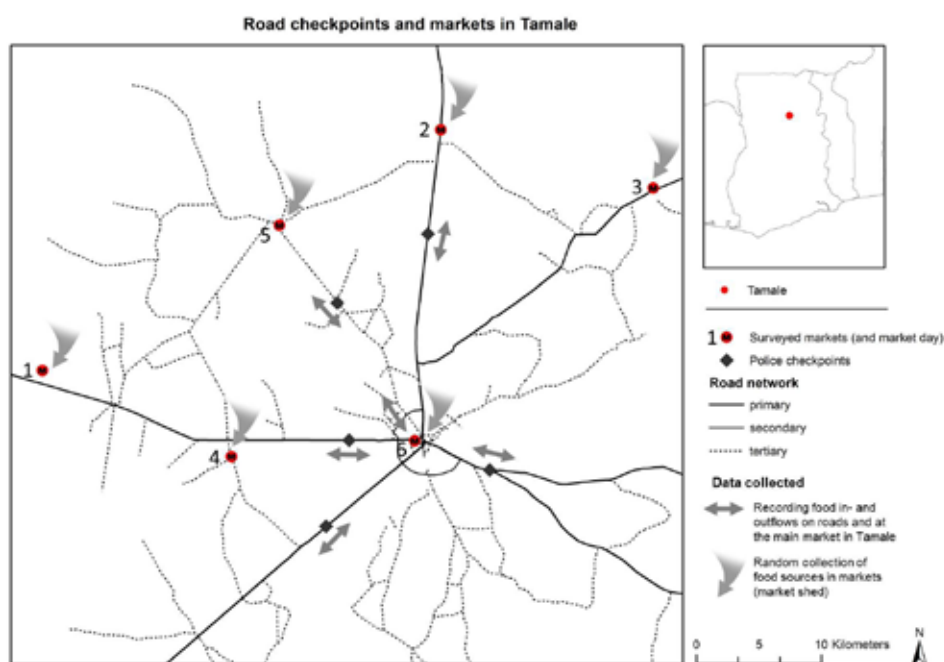 Road checkpoints and markets in Tamale
2
3
5
1
6
4
Tamale
1 Surveyed markets (and market day)
Police checkpoints
Road network
primary
secondary
tertiary
Data collected
Recording food in- and
outflows on roads and at
the main market in Tamale
Random collection of
food sources in markets
(market shed)
N
0 5 10 Kilometers